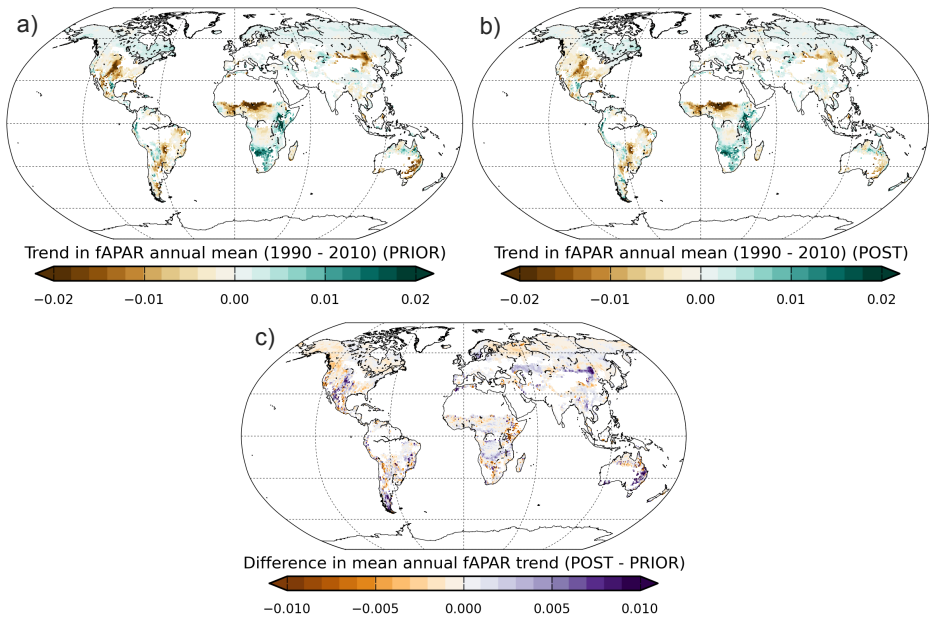 a)
b)
Trend in fAPAR annual mean (1990 - 2010) (PRIOR)
−0.02 −0.01 0.00 0.01 0.02
Trend in fAPAR annual mean (1990 - 2010) (POST)
−0.02 −0.01 0.00 0.01 0.02
c)
Difference in mean annual fAPAR trend (POST - PRIOR)
−0.010 −0.005 0.000 0.005 0.010